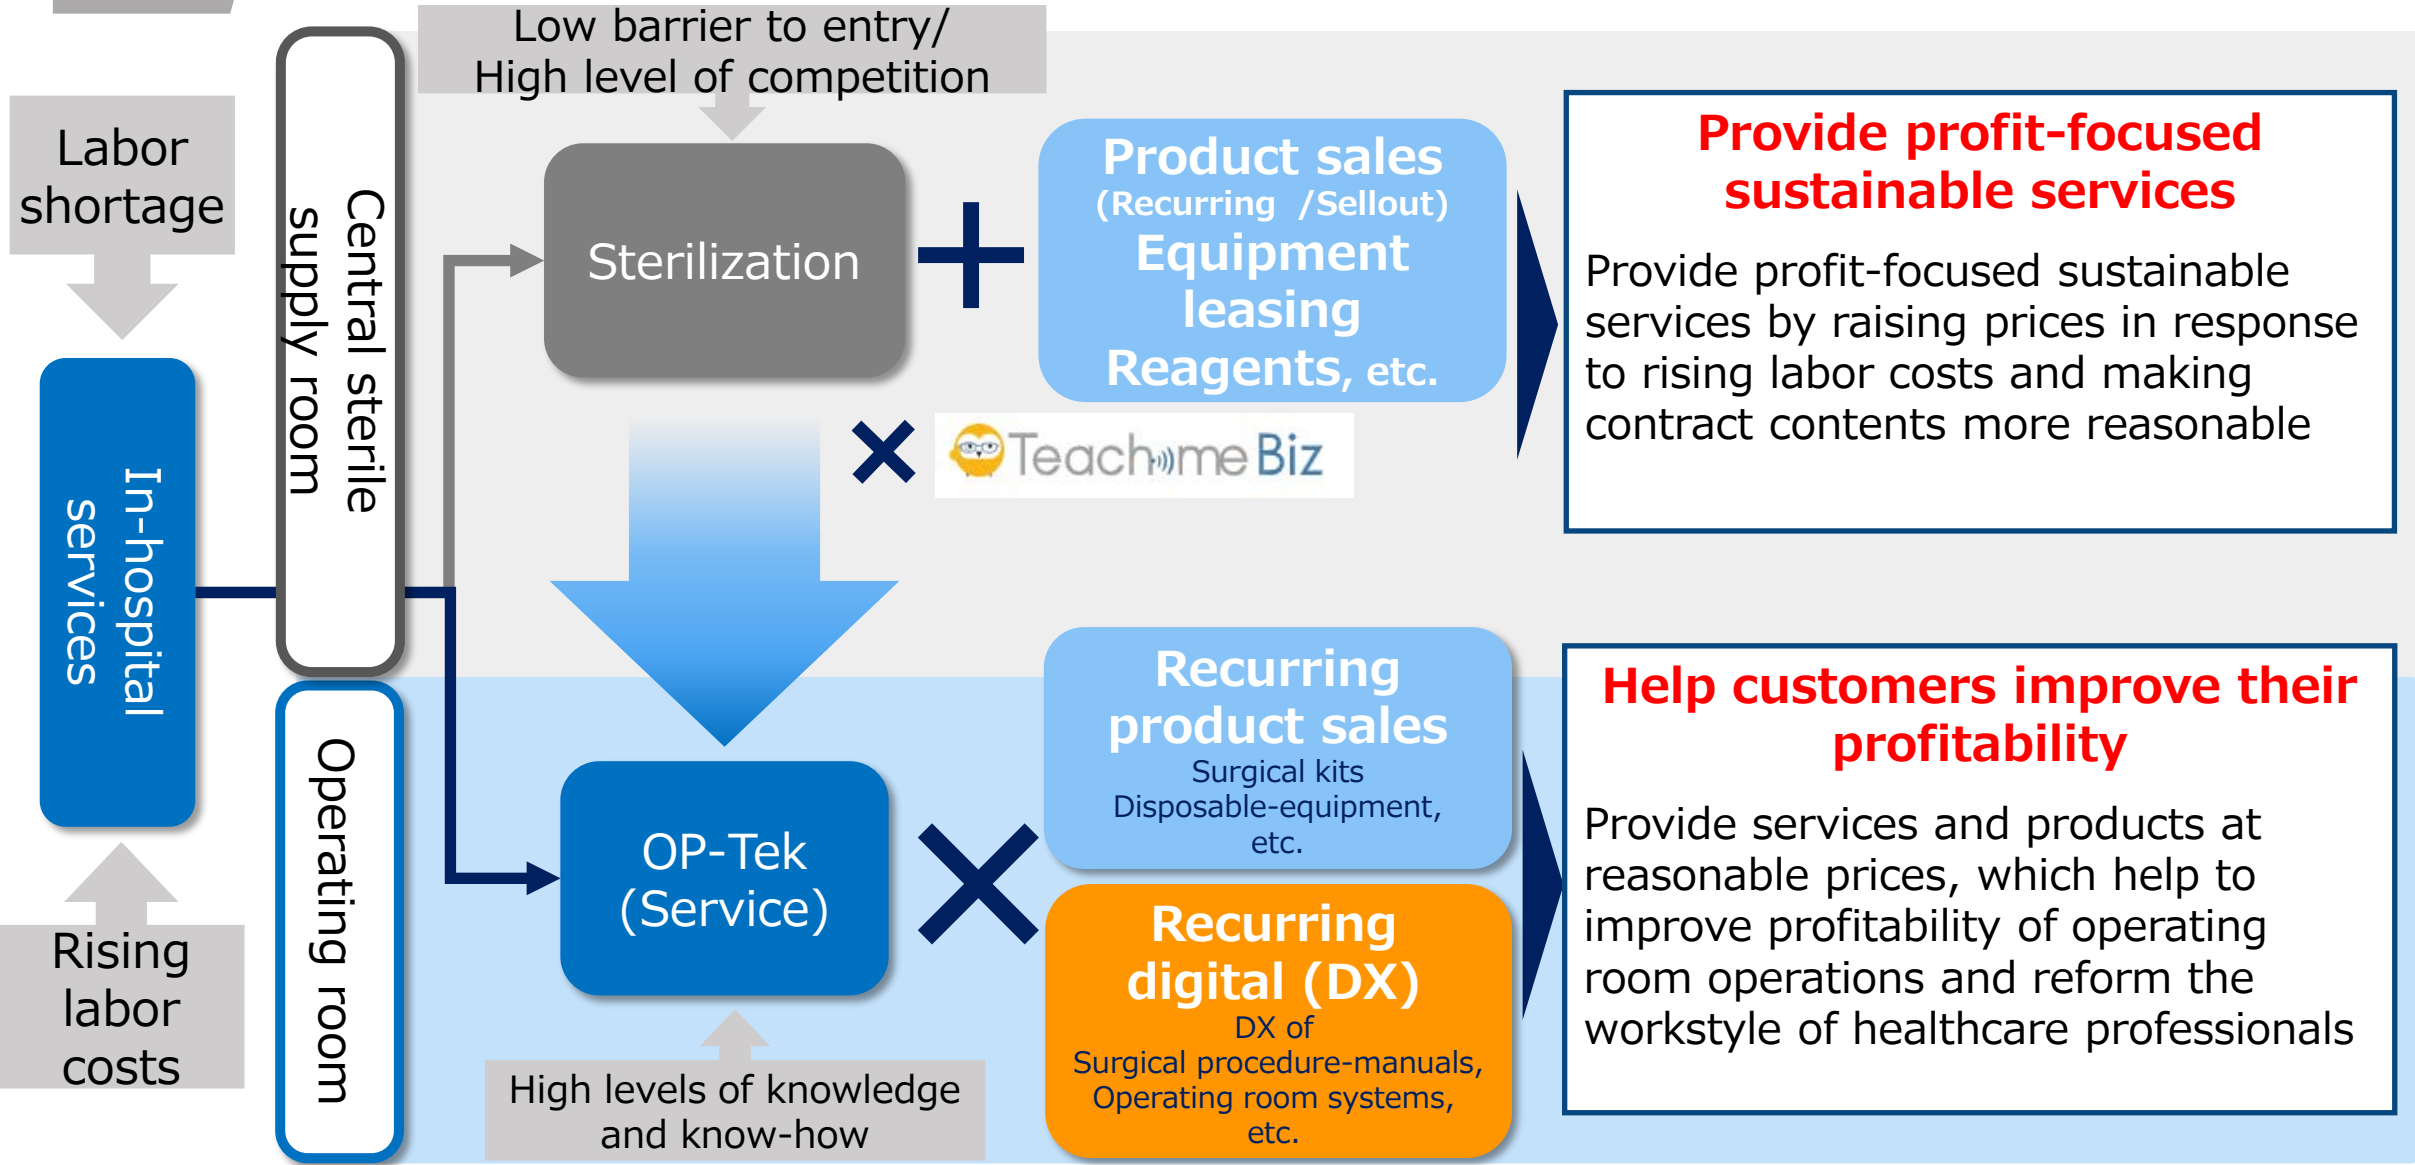 Low barrier to entry/
High level of competition
Labor
shortage
Central sterile
supply room
Sterilization
Product sales
(Recurring /Sellout)
Equipment
leasing
Reagents, etc.
Provide profit-focused
sustainable services
Provide profit-focused sustainable
services by raising prices in response
to rising labor costs and making
contract contents more reasonable
Teach me Biz
In-hospital
services
Rising
labor
costs
Operating room
OP-Tek
(Service)
High levels of knowledge
and know-how
Recurring
product sales
Surgical kits
Disposable-equipment,
etc.
Recurring
digital (DX)
DX of
Surgical procedure-manuals,
Operating room systems,
etc.
Help customers improve their
profitability
Provide services and products at
reasonable prices, which help to
improve profitability of operating
room operations and reform the
workstyle of healthcare professionals